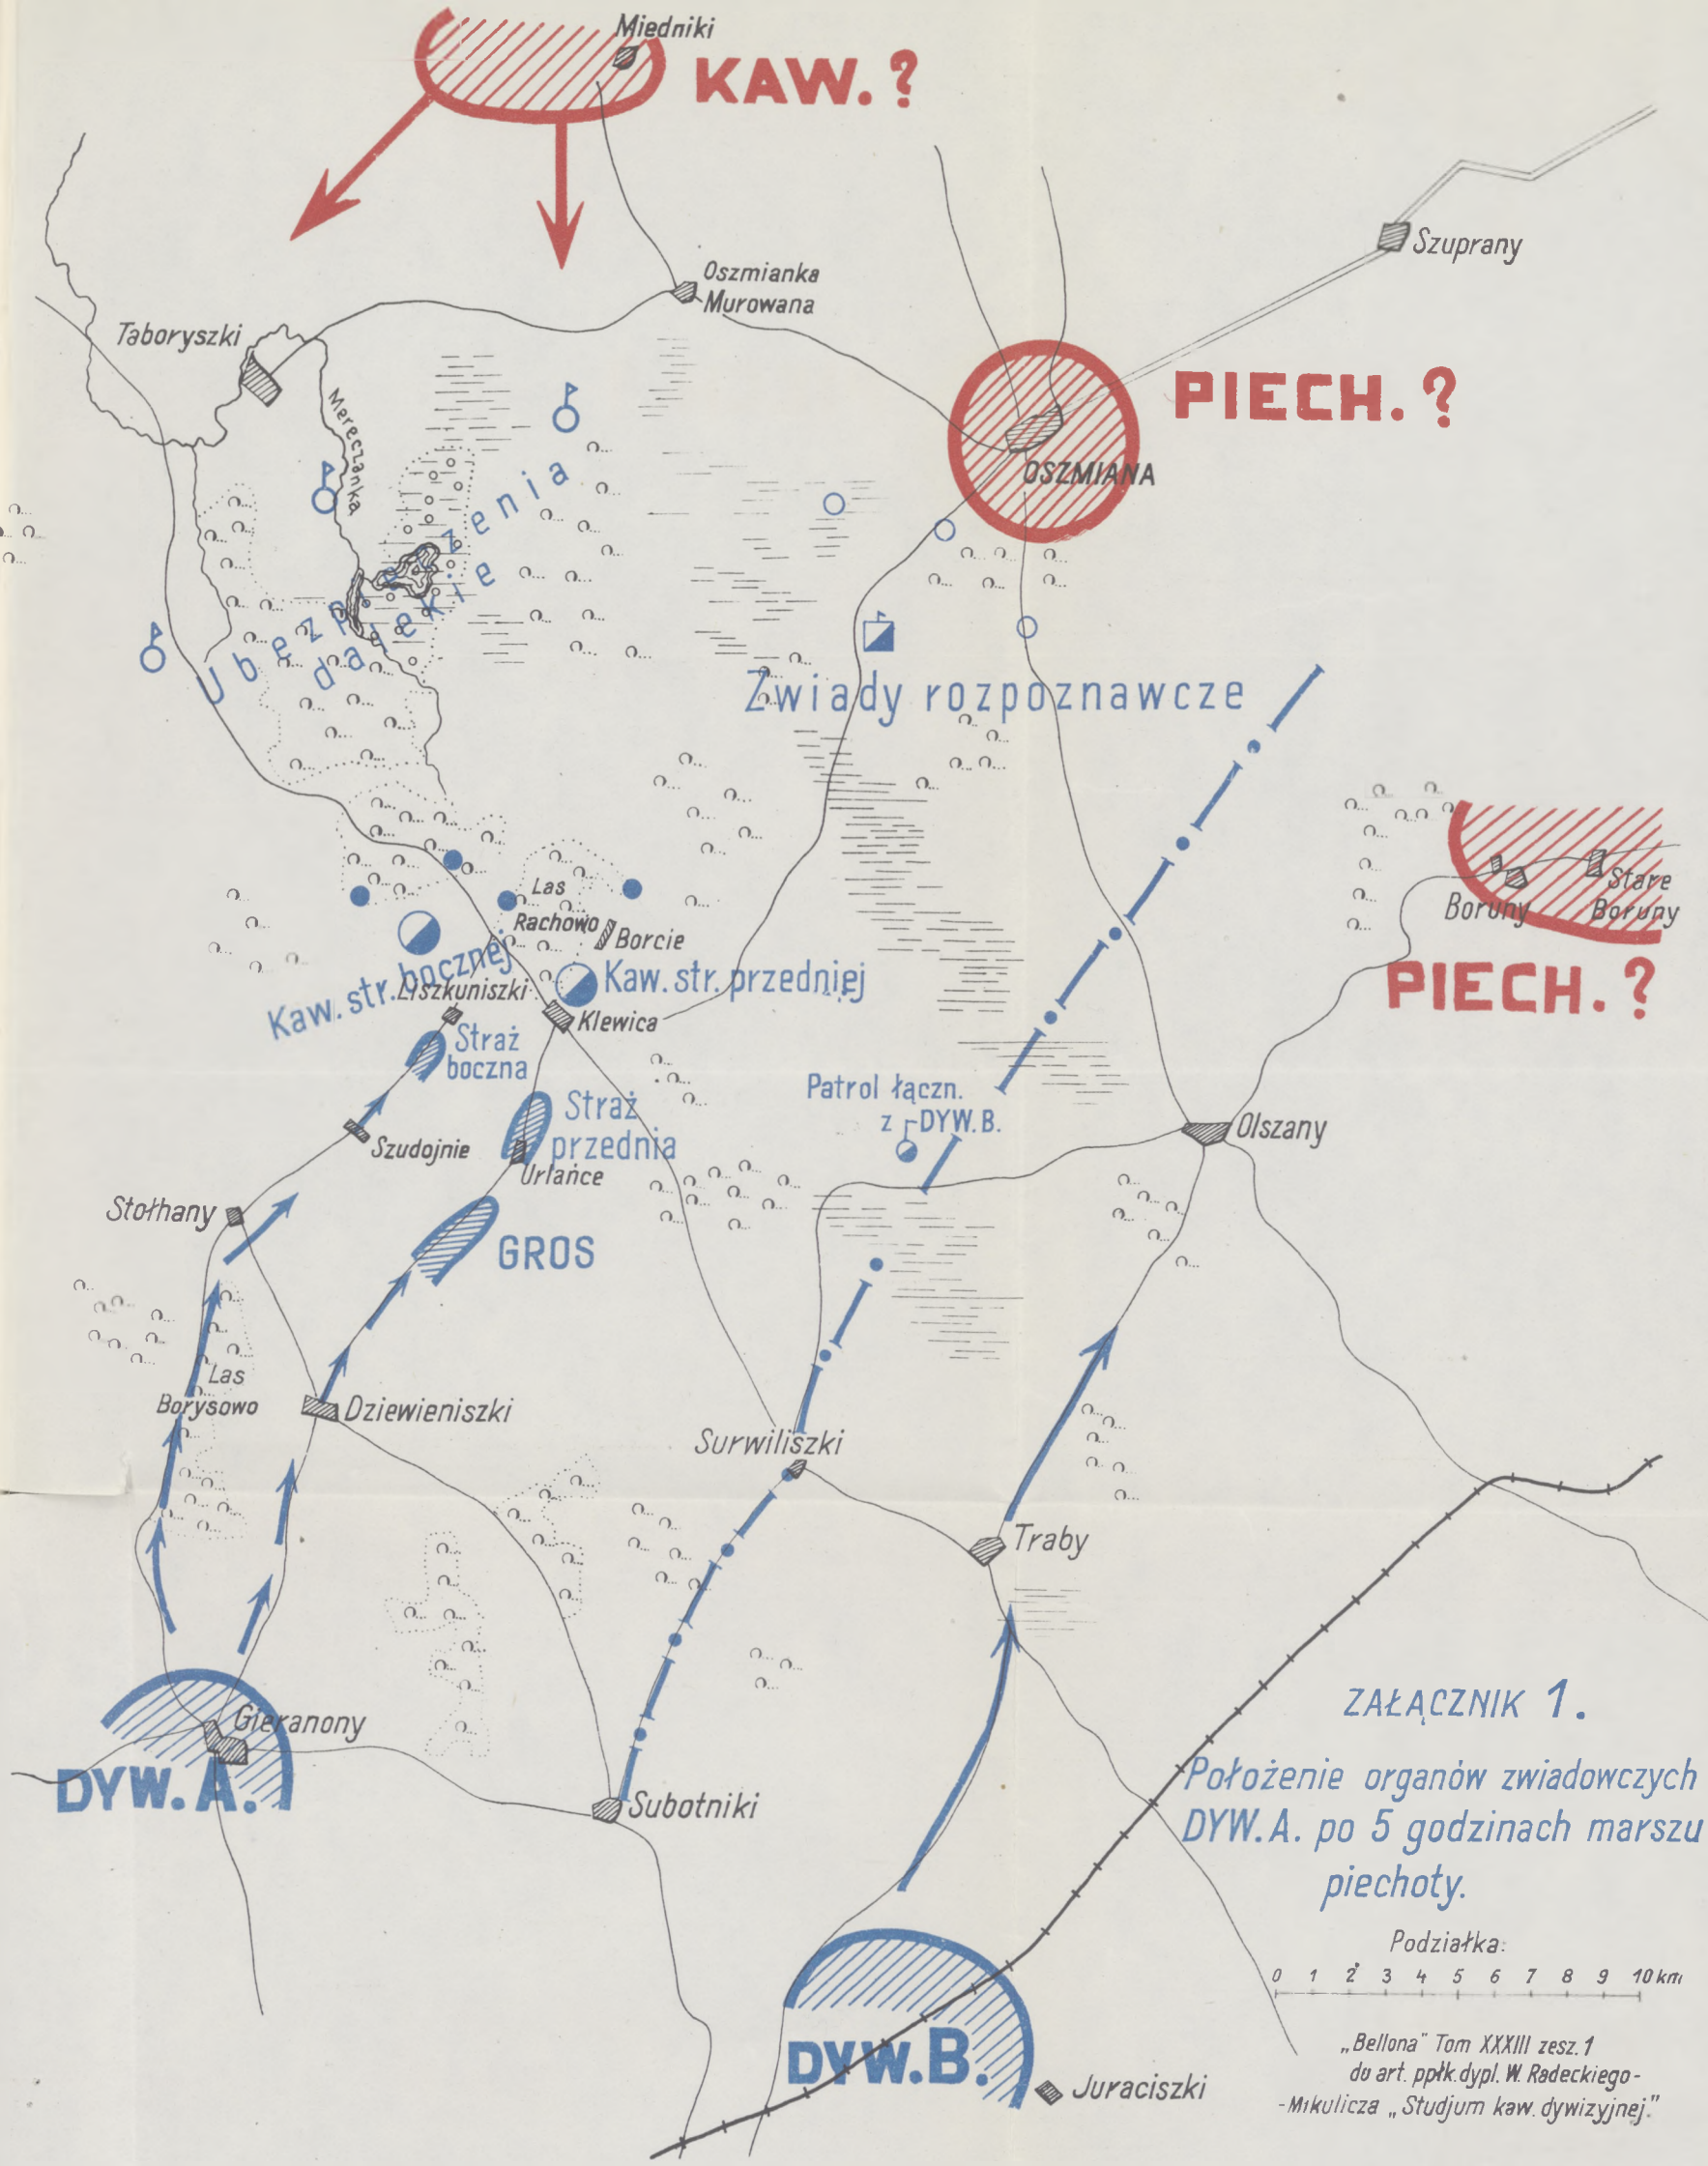 Miedniki
KAW. ?
Szuprany
Oszmianka
Murowana
Taboryszki
Mereczanka
PIECH. ?
OSZMIANA
Ubezpieczenia
dalekie
Zwiady rozpoznawcze
Las
Rachowo
Borcie
Stare
Boruny
Boruny
PIECH. ?
Kaw. str. bocznej
Kaw. str. przedniej
Liszkuniszki
Klewica
Straż
boczna
Straż
przednia
Patrol łączn.
z DYW. B.
Olszany
Szudojnie
Urlańce
Stołhany
GROS
Las
Borysowo
Dziewieniszki
Surwiliszki
Traby
Gieranony
DYW. A.
Subotniki
ZAŁĄCZNIK 1.
Położenie organów zwiadowczych
DYW. A. po 5 godzinach marszu
piechoty.
Podziałka:
0 1 2 3 4 5 6 7 8 9 10 km
DYW. B.
Juraciszki
„Bellona" Tom XXXIII zesz. 1
do art. ppłk. dypl. W. Radeckiego-
-Mikulicza „Studjum kaw. dywizyjnej."